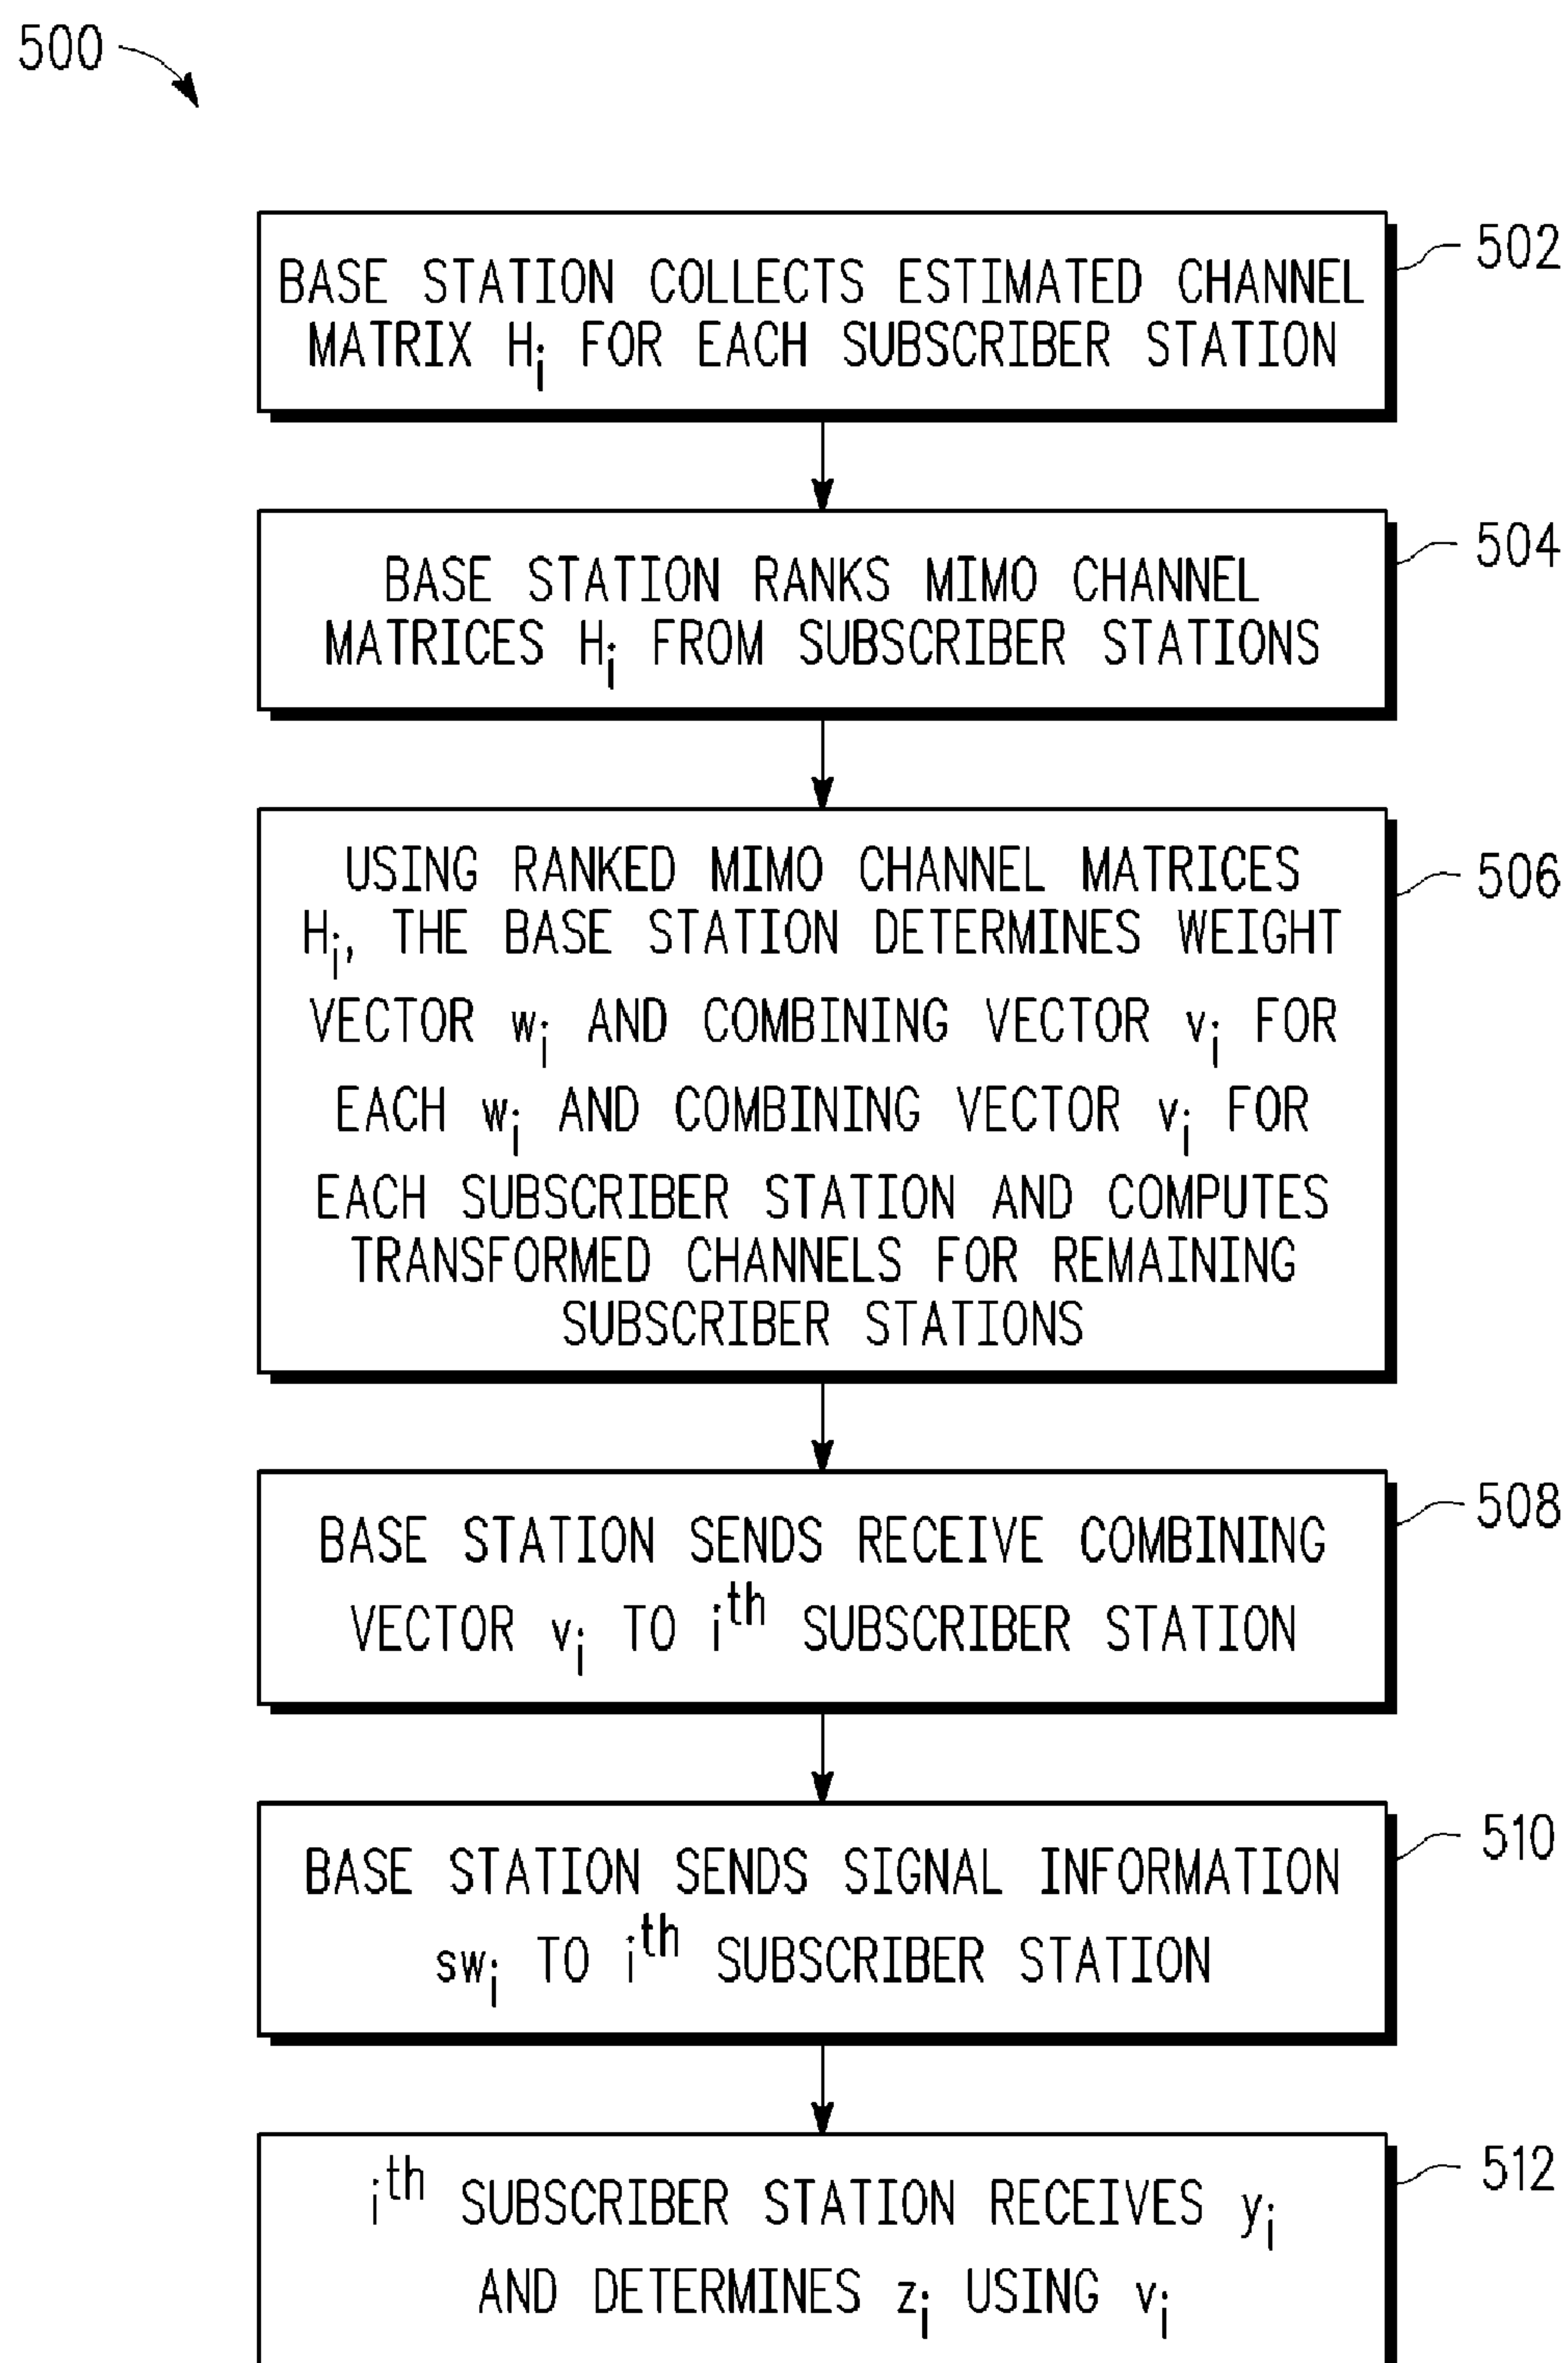 500
502
BASE STATION COLLECTS ESTIMATED CHANNEL
MATRIX Hi FOR EACH SUBSCRIBER STATION
504
BASE STATION RANKS MIMO CHANNEL
MATRICES Hi FROM SUBSCRIBER STATIONS
506
USING RANKED MIMO CHANNEL MATRICES
Hi, THE BASE STATION DETERMINES WEIGHT
VECTOR wi AND COMBINING VECTOR vi FOR
EACH wi AND COMBINING VECTOR vi FOR
EACH SUBSCRIBER STATION AND COMPUTES
TRANSFORMED CHANNELS FOR REMAINING
SUBSCRIBER STATIONS
508
BASE STATION SENDS RECEIVE COMBINING
VECTOR vi TO ith SUBSCRIBER STATION
510
BASE STATION SENDS SIGNAL INFORMATION
swi TO ith SUBSCRIBER STATION
512
ith SUBSCRIBER STATION RECEIVES yi
AND DETERMINES zi USING vi